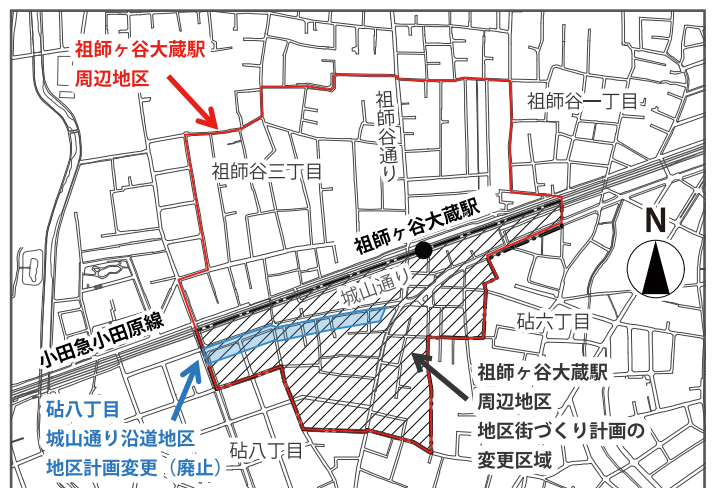 祖師ヶ谷大蔵駅
周辺地区
祖師谷通り
祖師谷一丁目
祖師谷三丁目
祖師ヶ谷大蔵駅
N
城山通り
小田急小田原線
砧六丁目
祖師ヶ谷大蔵駅
周辺地区
地区街づくり計画の
変更区域
砧八丁目
城山通り沿道地区
地区計画変更（廃止）
砧八丁目